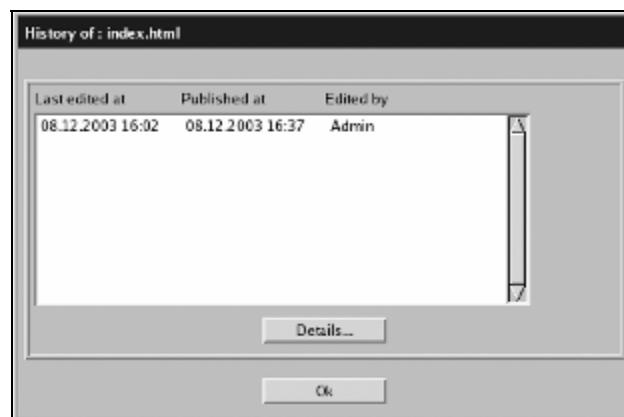 History of : index.html
Last edited at Published at Edited by
08.12.2003 16:02 08.12.2003 16:37 Admin
Details...
Ok